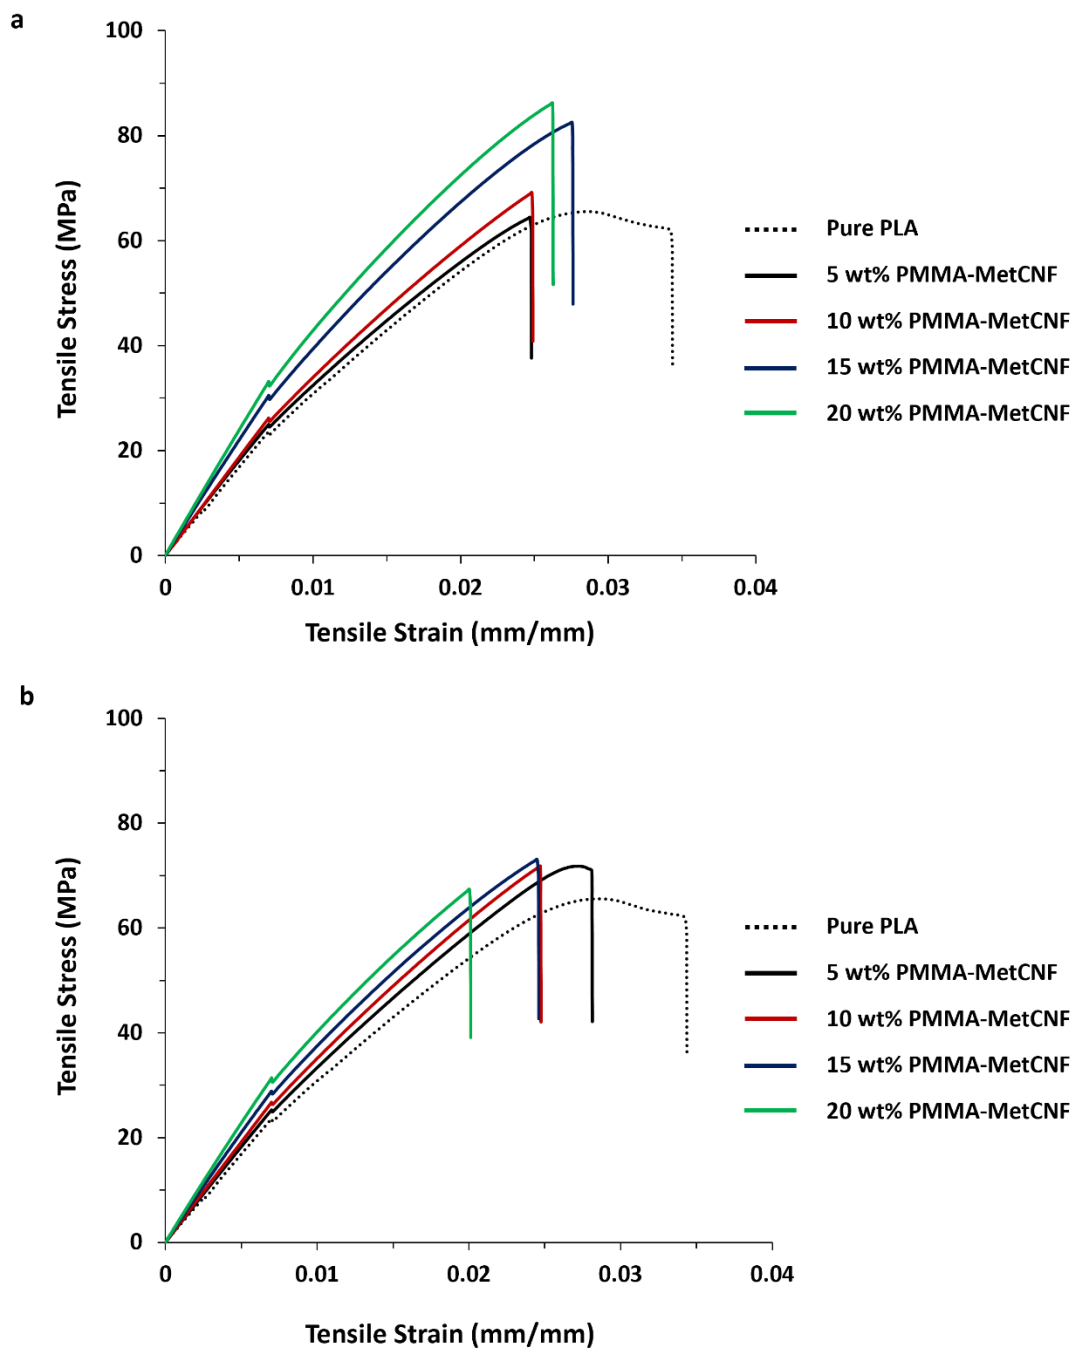 a
100
80
60
40
20
0
Tensile Stress (MPa)
0 0.01 0.02 0.03 0.04
Tensile Strain (mm/mm)
Pure PLA
5 wt% PMMA-MetCNF
10 wt% PMMA-MetCNF
15 wt% PMMA-MetCNF
20 wt% PMMA-MetCNF
b
100
80
60
40
20
0
Tensile Stress (MPa)
0 0.01 0.02 0.03 0.04
Tensile Strain (mm/mm)
Pure PLA
5 wt% PMMA-MetCNF
10 wt% PMMA-MetCNF
15 wt% PMMA-MetCNF
20 wt% PMMA-MetCNF